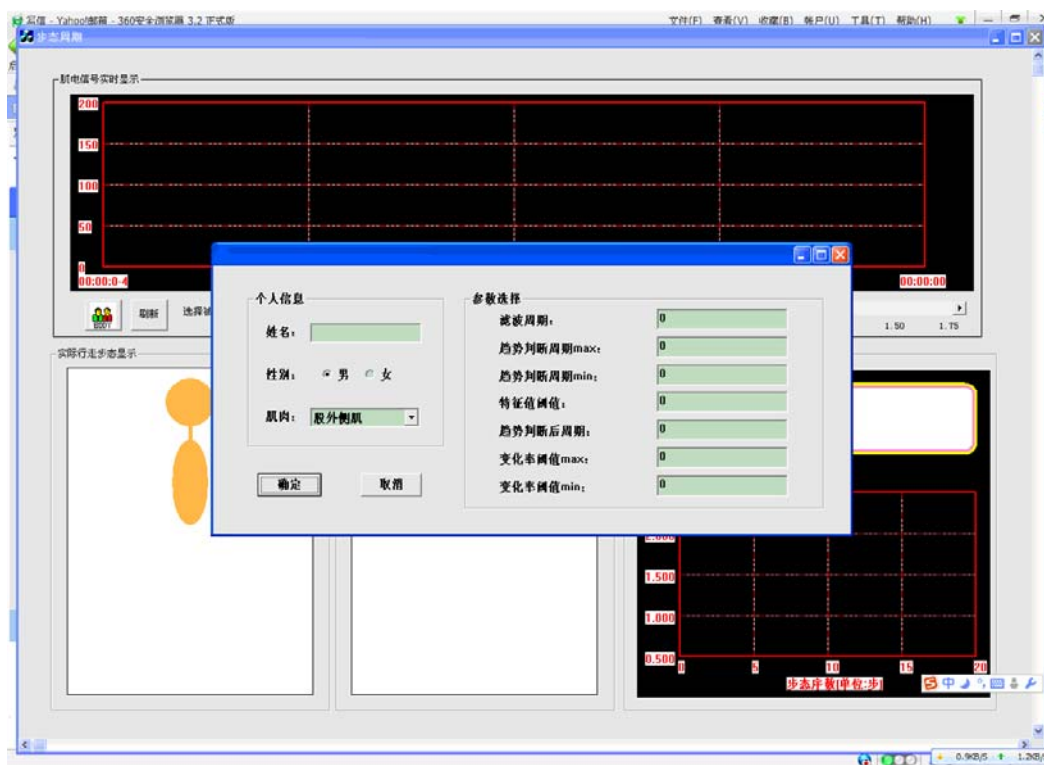 写信 - Yahoo!邮箱 - 360安全浏览器 3.2 正式版
文件(F) 查看(V) 收藏(B) 帐户(U) 工具(T) 帮助(H)
步态周期
肌电信号实时显示
200
150
100
50
0
00:00:0-4
00:00:00
BODY
刷新
1.50 1.75
实际行走步态显示
个人信息
姓名:
性别: 男 女
肌肉: 股外侧肌
确定 取消
参数选择
滤波周期: 0
趋势判断周期max: 0
趋势判断周期min: 0
特征值阈值: 0
趋势判断后周期: 0
变化率阈值max: 0
变化率阈值min: 0
2.000
1.500
1.000
0.500
0 5 10 15 20
步态序数[单位:步]
中
0.9KB/S 1.2KB/